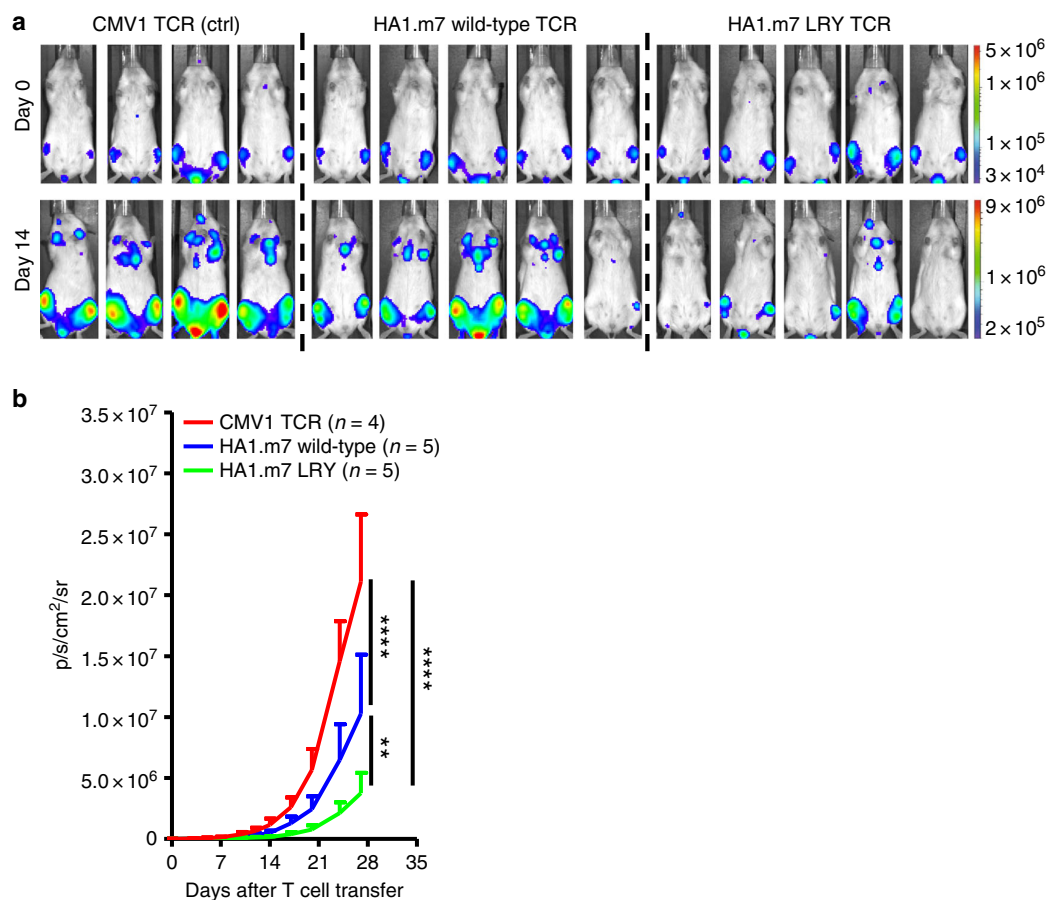 a
CMV1 TCR (ctrl)
HA1.m7 wild-type TCR
HA1.m7 LRY TCR
Day 0
5 × 10⁶
1 × 10⁶
1 × 10⁵
3 × 10⁴
Day 14
9 × 10⁶
1 × 10⁶
2 × 10⁵
b
3.5 × 10⁷
3.0 × 10⁷
2.5 × 10⁷
2.0 × 10⁷
1.5 × 10⁷
1.0 × 10⁷
5.0 × 10⁶
0
p/s/cm²/sr
CMV1 TCR (n = 4)
HA1.m7 wild-type (n = 5)
HA1.m7 LRY (n = 5)
****
****
**
0 7 14 21 28 35
Days after T cell transfer